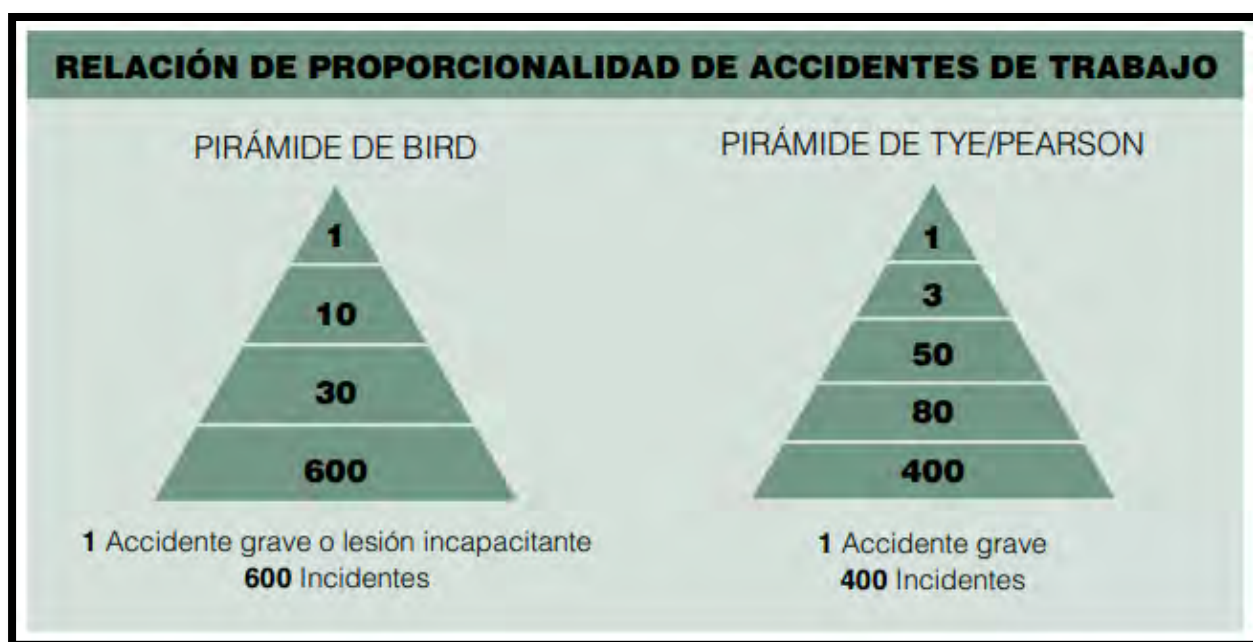 RELACIÓN DE PROPORCIONALIDAD DE ACCIDENTES DE TRABAJO
PIRÁMIDE DE BIRD
1
10
30
600
1 Accidente grave o lesión incapacitante
600 Incidentes
PIRÁMIDE DE TYE/PEARSON
1
3
50
80
400
1 Accidente grave
400 Incidentes